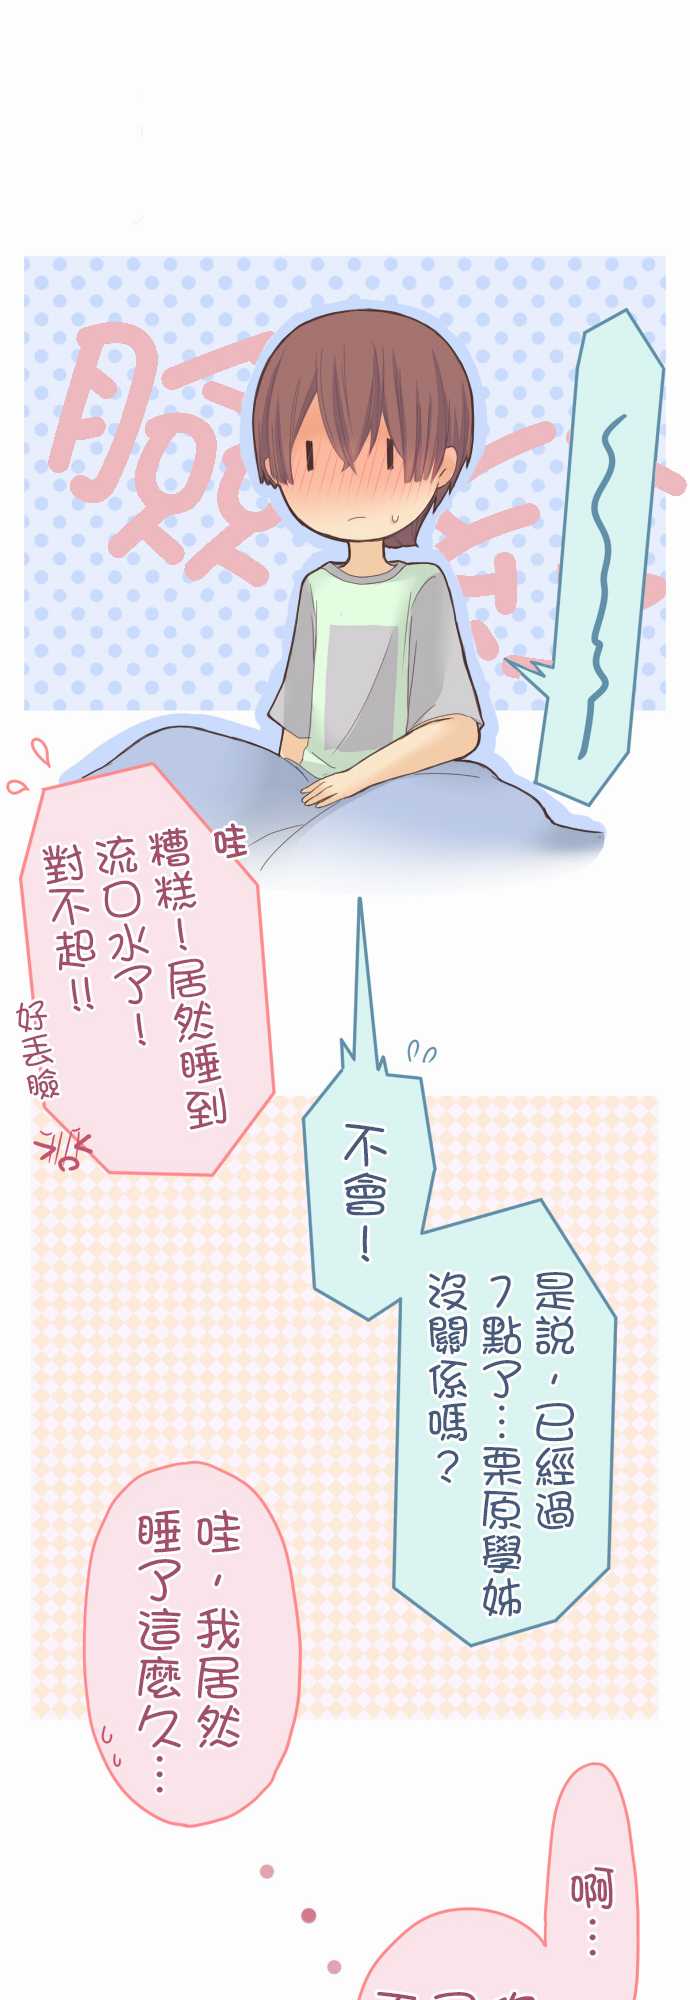 臉紅
哇
糟糕！居然睡到
流口水了！
對不起！！
好丟臉
不會！
是說，已經過
7點了…栗原學姊
沒關係嗎？
哇，我居然
睡了這麼久…
啊…